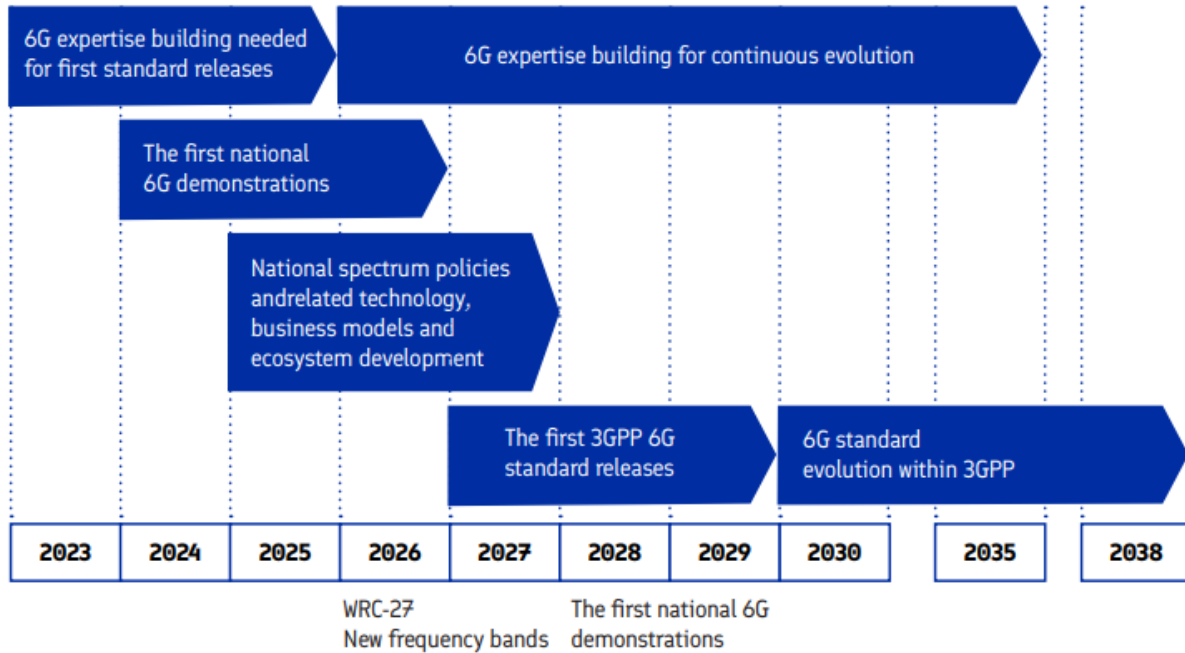 6G expertise building needed
for first standard releases
6G expertise building for continuous evolution
The first national
6G demonstrations
National spectrum policies
andrelated technology,
business models and
ecosystem development
The first 3GPP 6G
standard releases
6G standard
evolution within 3GPP
2023 2024 2025 2026 2027 2028 2029 2030 2035 2038
WRC-27
New frequency bands
The first national 6G
demonstrations